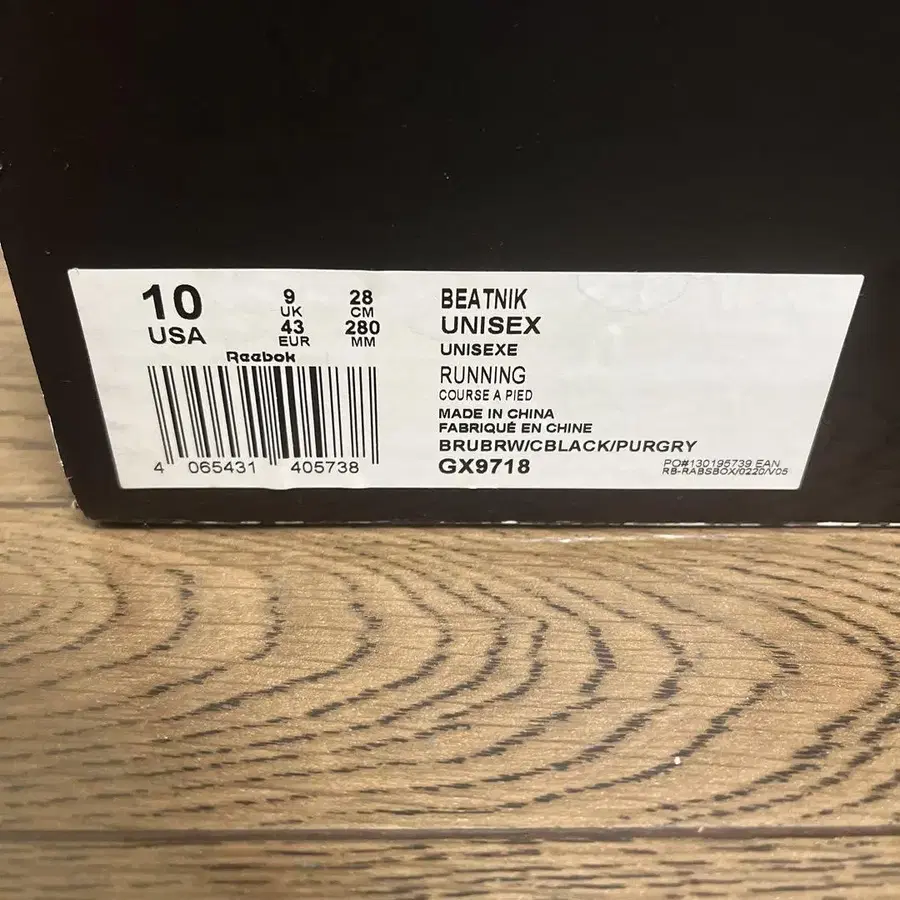 10
USA
9
UK
43
EUR
28
CM
280
MM
Reebok
4 065431 405738
BEATNIK
UNISEX
UNISEXE
RUNNING
COURSE A PIED
MADE IN CHINA
FABRIQUÉ EN CHINE
BRUBRW/CBLACK/PURGRY
GX9718
PO#130195739 EAN
RB-RABSBOX/0220/V05